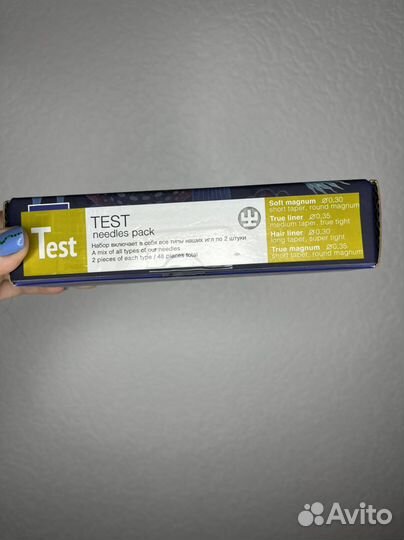 Test
TEST
needles pack
Набор включает в себя все типы наших игл по 2 штуки
A mix of all types of our needles
2 pieces of each type / 48 pieces total
Soft magnum Ø0,30
short taper, round magnum
True liner Ø0,35
medium taper, true tight
Hair liner Ø0,30
long taper, super tight
True magnum Ø0,35
short taper, round magnum
Avito